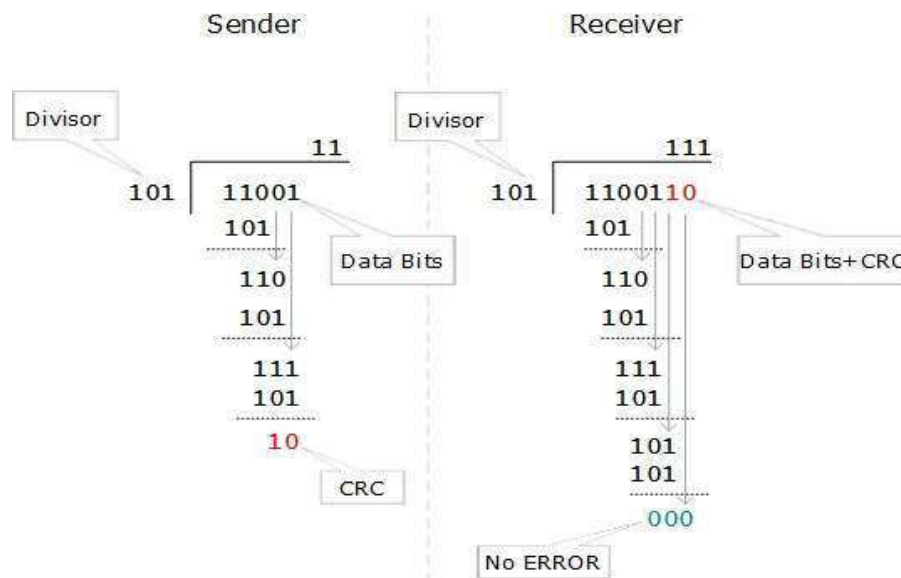 Sender
Divisor
11
101
11001
101
Data Bits
110
101
111
101
10
CRC
Receiver
Divisor
111
101
1100110
101
Data Bits+CRC
110
101
111
101
101
101
000
No ERROR